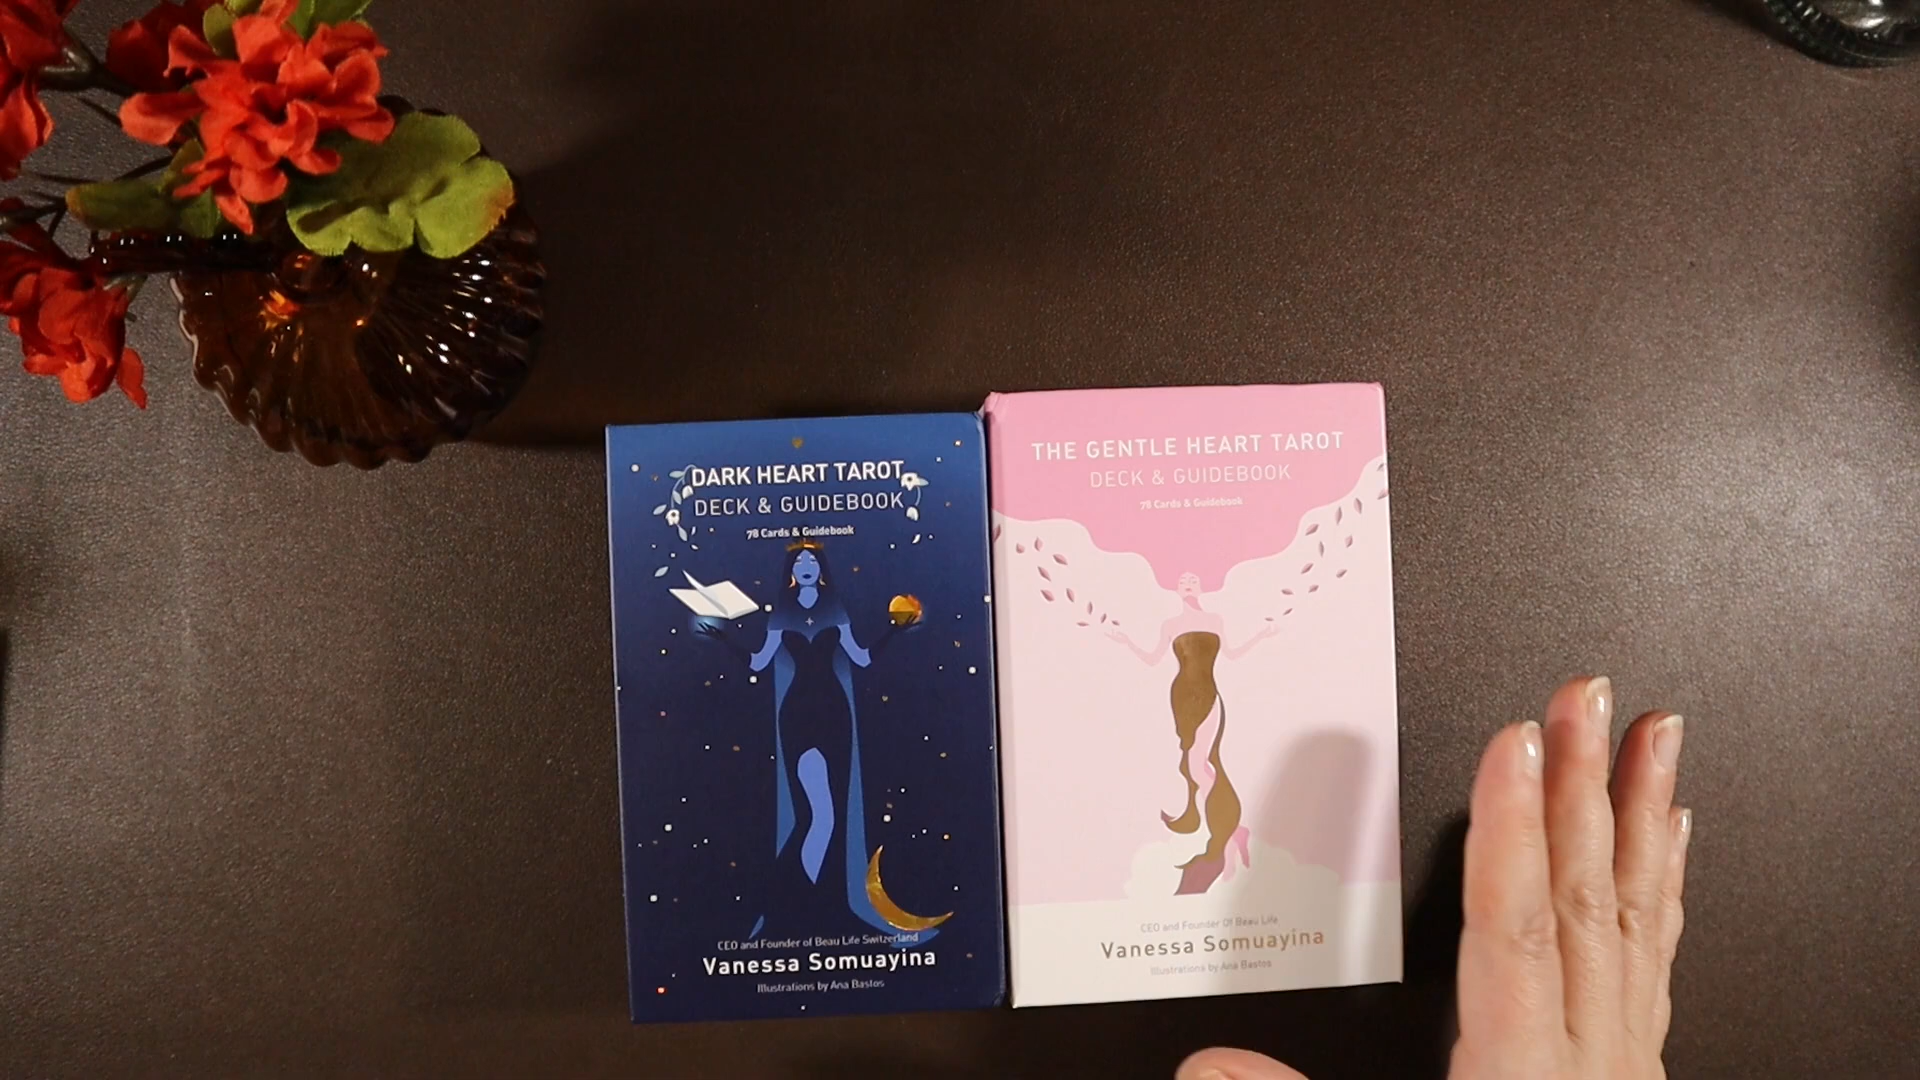 DARK HEART TAROT
DECK & GUIDEBOOK
78 Cards & Guidebook
CEO and Founder of Beau Life Switzerland
Vanessa Somuayina
Illustrations by Ana Bastos
THE GENTLE HEART TAROT
DECK & GUIDEBOOK
78 Cards & Guidebook
CEO and Founder Of Beau Life
Vanessa Somuayina
Illustrations by Ana Bastos